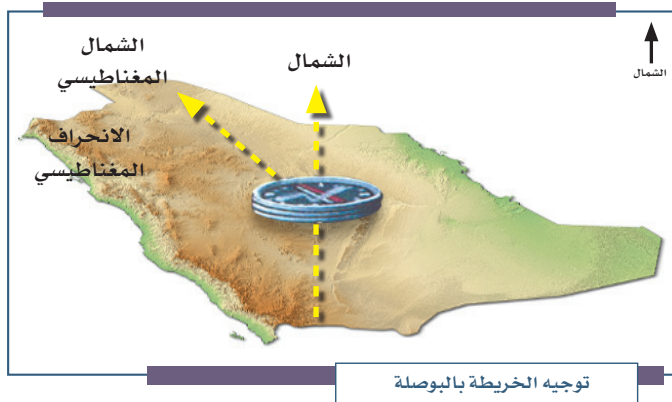 الشمال
المغناطيسي
الشمال
الشمال
الانحراف
المغناطيسي
توجيه الخريطة بالبوصلة